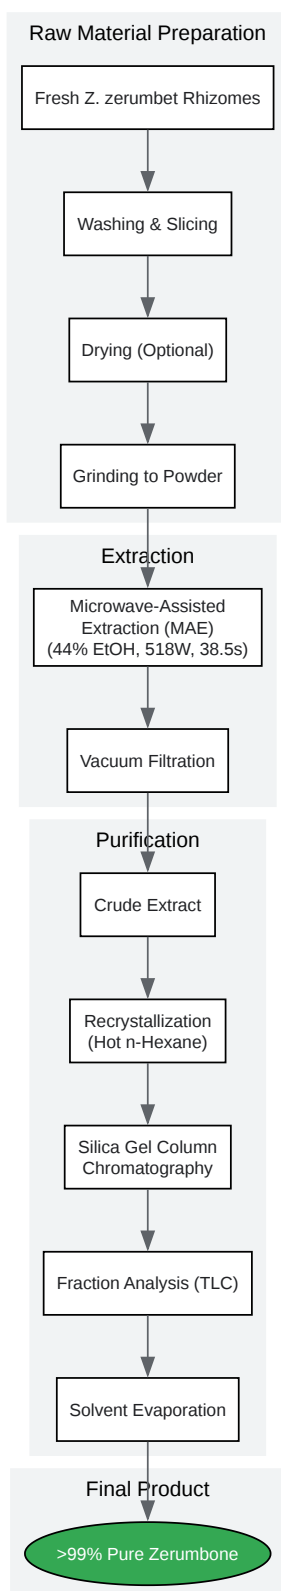 Raw Material Preparation
Fresh Z. zerumbet Rhizomes
Washing & Slicing
Drying (Optional)
Grinding to Powder
Extraction
Microwave-Assisted
Extraction (MAE)
(44% EtOH, 518W, 38.5s)
Vacuum Filtration
Purification
Crude Extract
Recrystallization
(Hot n-Hexane)
Silica Gel Column
Chromatography
Fraction Analysis (TLC)
Solvent Evaporation
Final Product
>99% Pure Zerumbone